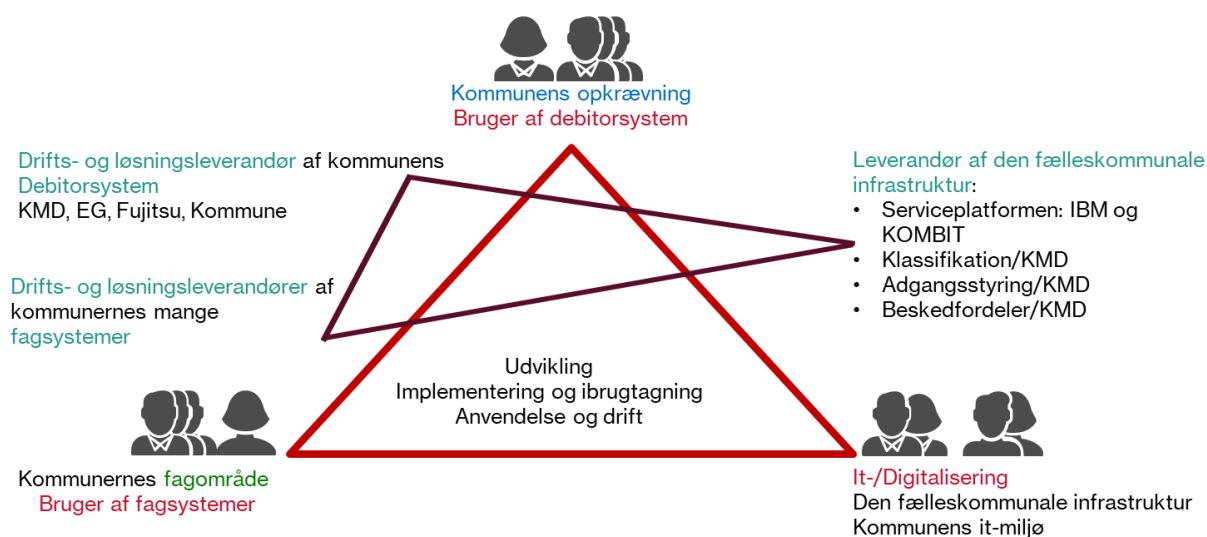 Kommunens opkrævning
Bruger af debitorsystem
Drifts- og løsningsleverandør af kommunens
Debitorsystem
KMD, EG, Fujitsu, Kommune
Leverandør af den fælleskommunale
infrastruktur:
• Serviceplatformen: IBM og
KOMBIT
• Klassifikation/KMD
• Adgangsstyring/KMD
• Beskedfordeler/KMD
Drifts- og løsningsleverandører af
kommunernes mange
fagsystemer
Udvikling
Implementering og ibrugtagning
Anvendelse og drift
Kommunernes fagområde
Bruger af fagsystemer
It-/Digitalisering
Den fælleskommunale infrastruktur
Kommunens it-miljø